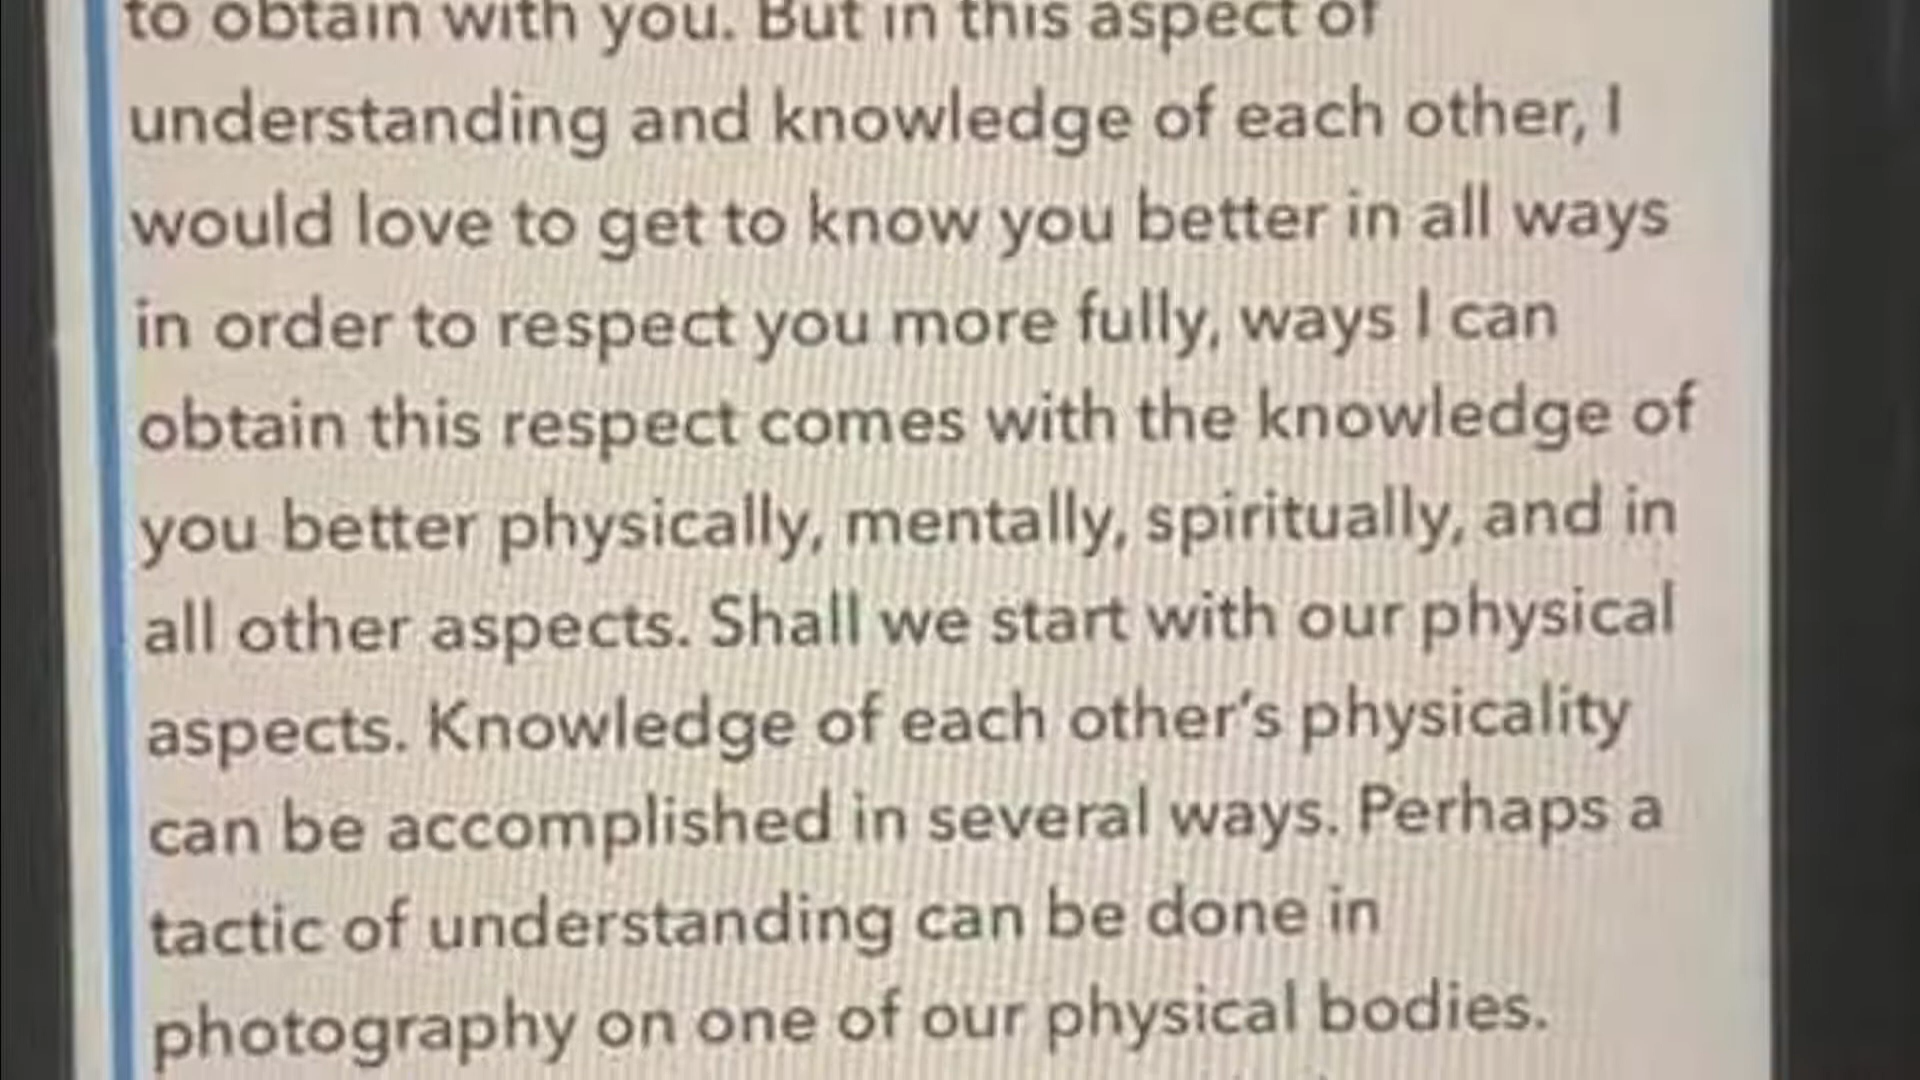 to obtain with you. But in this aspect of
understanding and knowledge of each other, I
would love to get to know you better in all ways
in order to respect you more fully, ways I can
obtain this respect comes with the knowledge of
you better physically, mentally, spiritually, and in
all other aspects. Shall we start with our physical
aspects. Knowledge of each other's physicality
can be accomplished in several ways. Perhaps a
tactic of understanding can be done in
photography on one of our physical bodies.